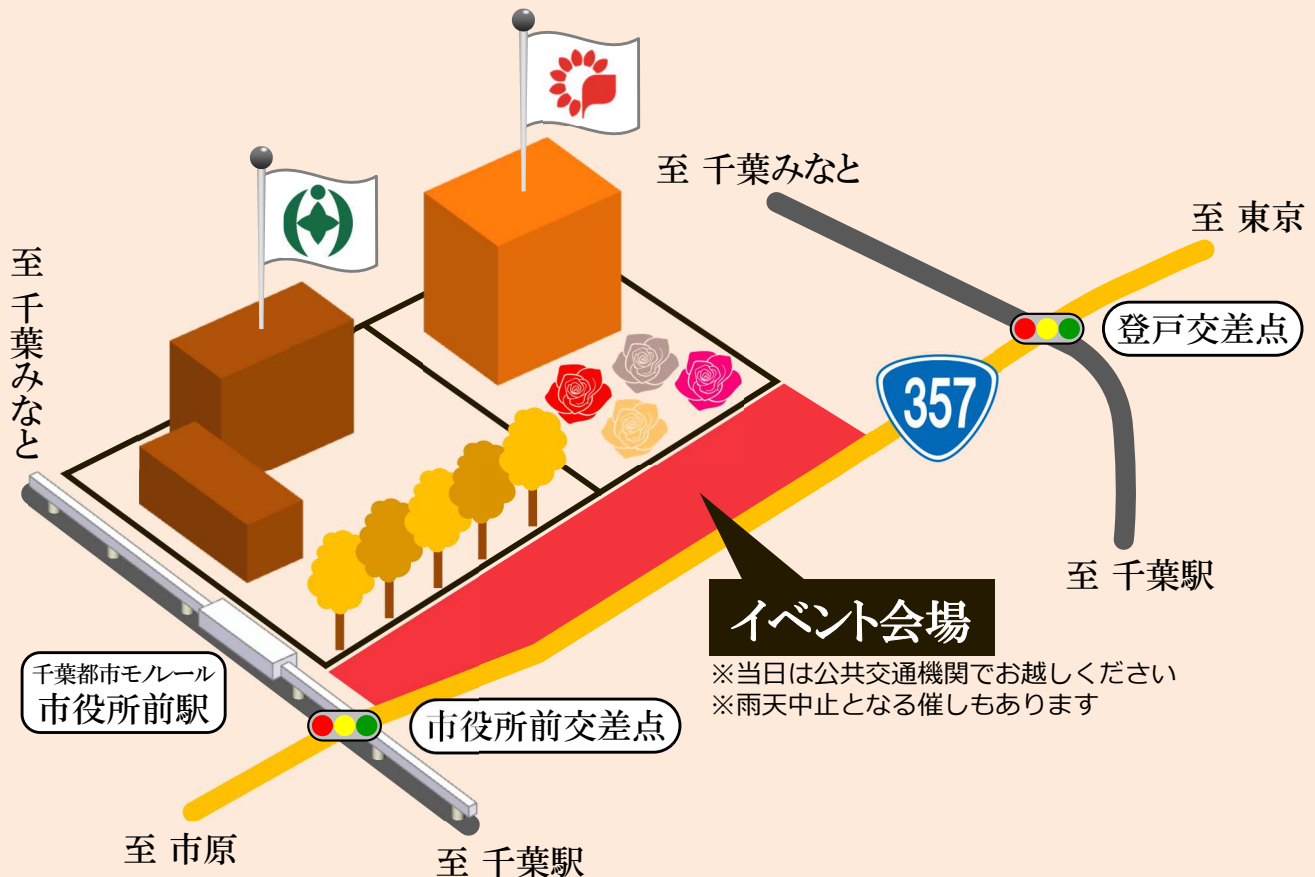 至 千葉みなと
至 東京
至 千葉みなと
登戸交差点
357
至 千葉駅
イベント会場
※当日は公共交通機関でお越しください
※雨天中止となる催しもあります
千葉都市モノレール
市役所前駅
市役所前交差点
至 市原
至 千葉駅